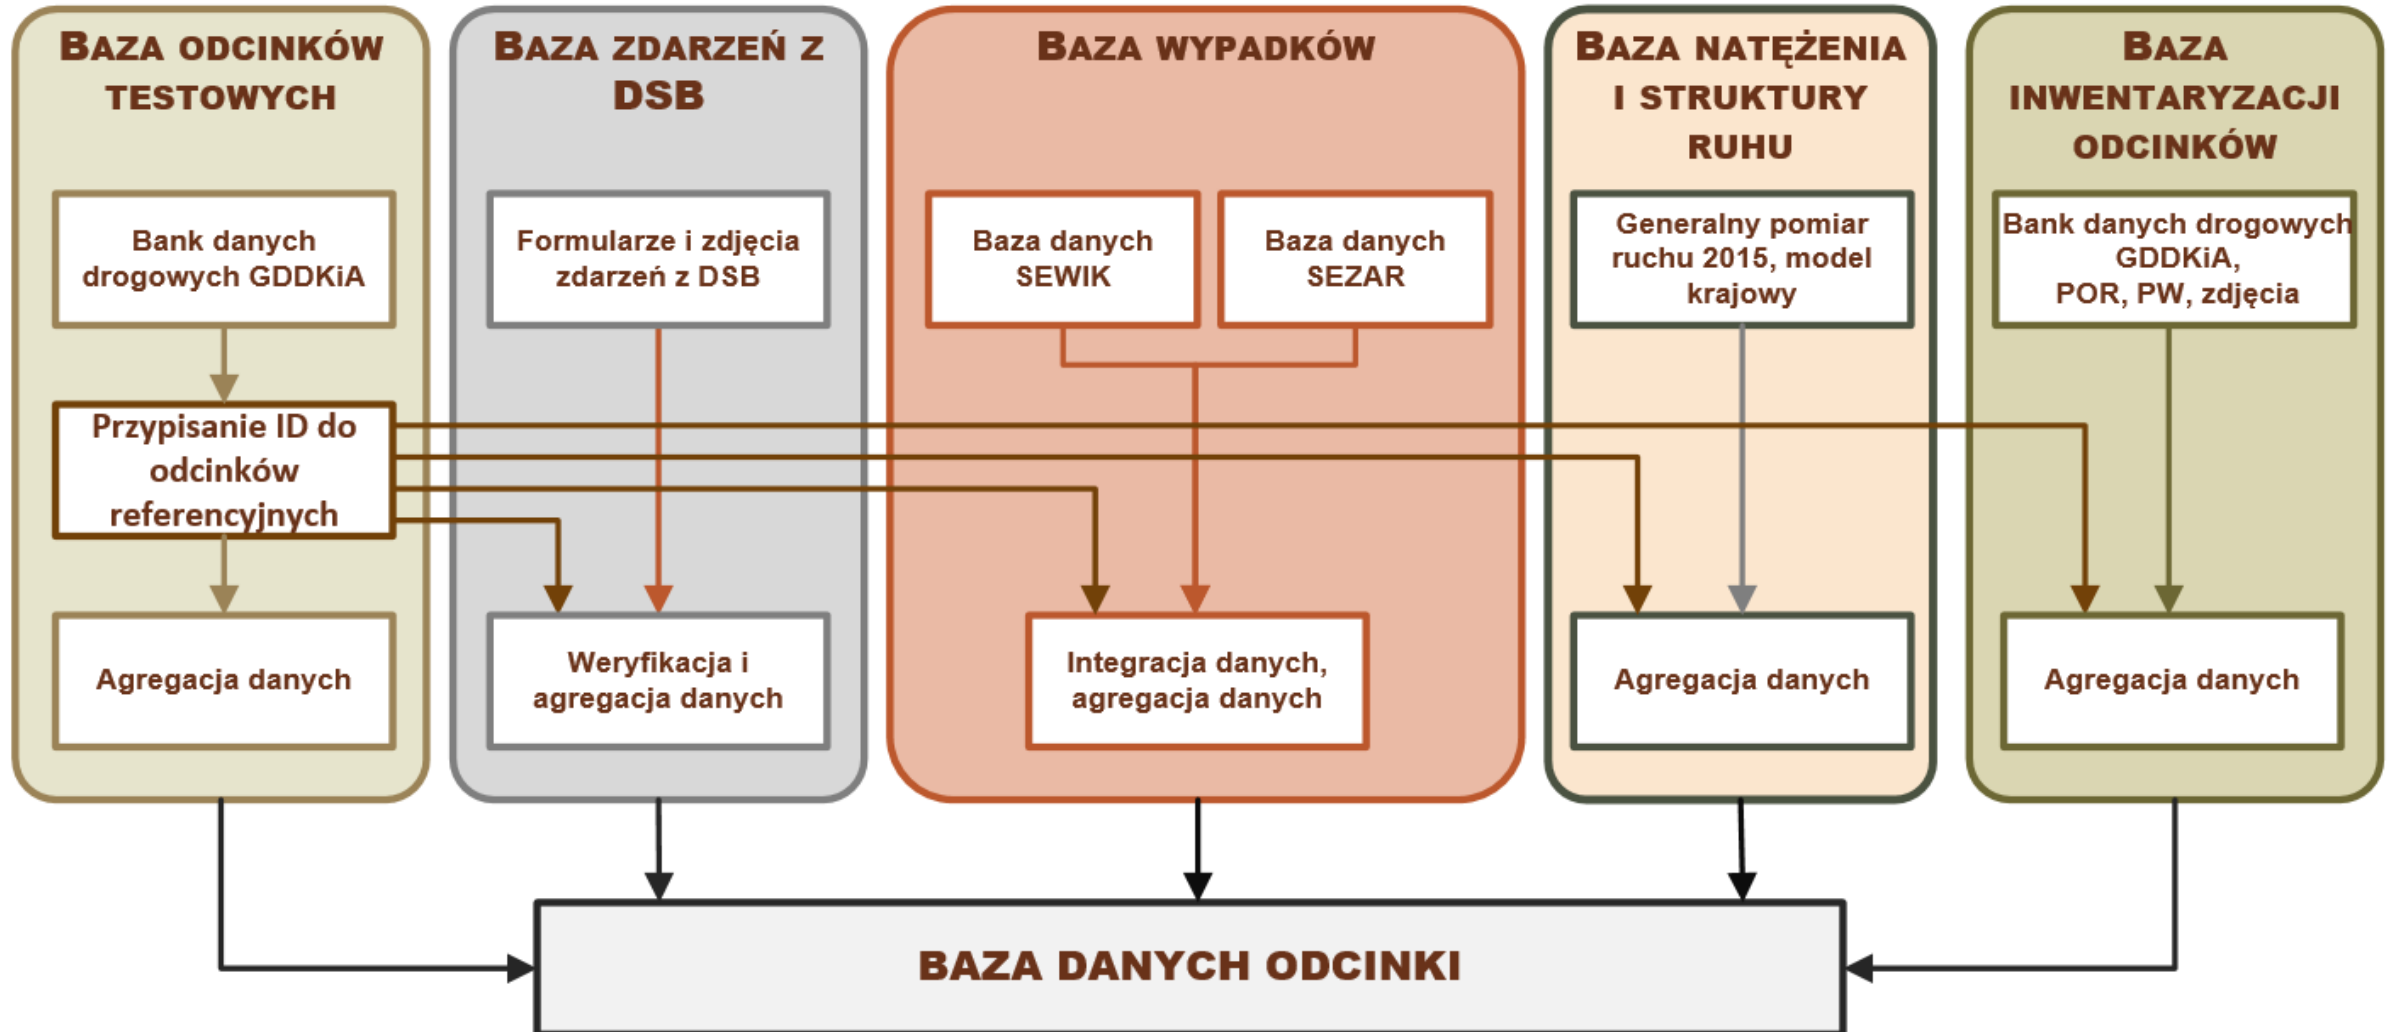 BAZA ODCINKÓW
TESTOWYCH
Bank danych
drogowych GDDKiA
Przypisanie ID do
odcinków
referencyjnych
Agregacja danych
BAZA ZDARZEŃ Z
DSB
Formularze i zdjęcia
zdarzeń z DSB
Weryfikacja i
agregacja danych
BAZA WYPADKÓW
Baza danych
SEWIK
Baza danych
SEZAR
Integracja danych,
agregacja danych
BAZA NATĘŻENIA
I STRUKTURY
RUHU
Generalny pomiar
ruchu 2015, model
krajowy
Agregacja danych
BAZA
INWENTARYZACJI
ODCINKÓW
Bank danych drogowych
GDDKiA,
POR, PW, zdjęcia
Agregacja danych
BAZA DANYCH ODCINKI